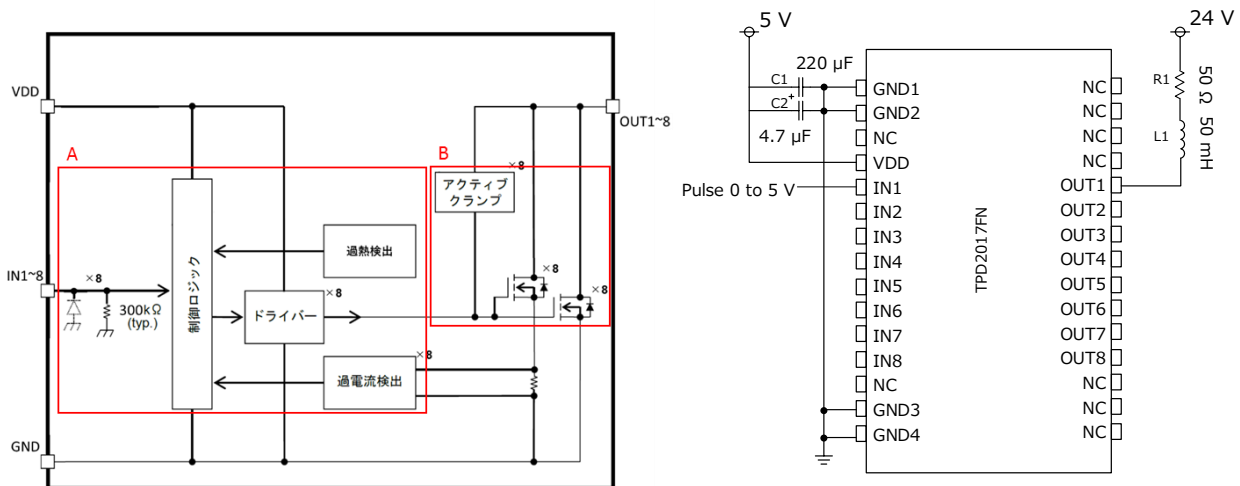 VDD
A
B
×8
アクティブ
クランプ
OUT1~8
過熱検出
IN1~8
×8
300kΩ
(typ.)
制御ロジック
×8
ドライバー
×8
×8
×8
過電流検出
GND
5 V
24 V
220 µF
C1
C2
+
4.7 µF
Pulse 0 to 5 V
R1
50 Ω
50 mH
L1
TPD2017FN
GND1
GND2
NC
VDD
IN1
IN2
IN3
IN4
IN5
IN6
IN7
IN8
NC
GND3
GND4
NC
NC
NC
NC
OUT1
OUT2
OUT3
OUT4
OUT5
OUT6
OUT7
OUT8
NC
NC
NC